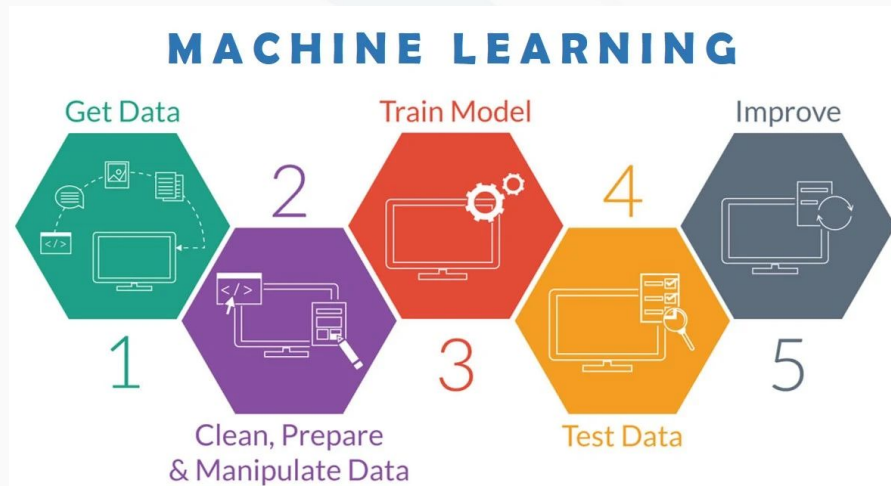 MACHINE LEARNING
Get Data
Train Model
Improve
2
4
</>
</>
1
3
5
Clean, Prepare
& Manipulate Data
Test Data